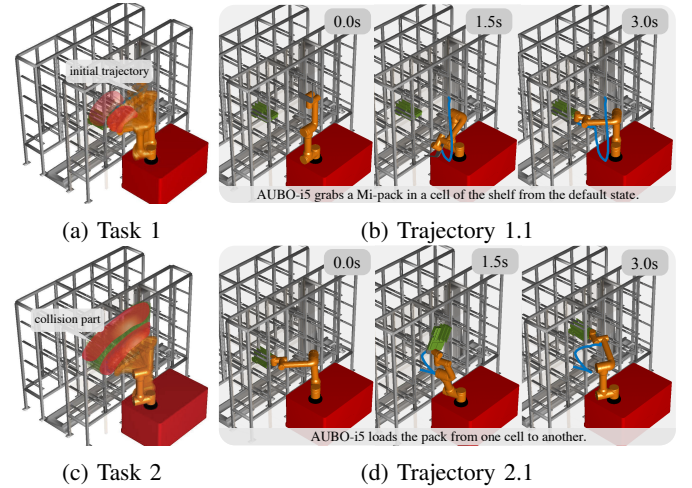 initial trajectory
0.0s
1.5s
3.0s
AUBO-i5 grabs a Mi-pack in a cell of the shelf from the default state.
(a) Task 1
(b) Trajectory 1.1
collision part
0.0s
1.5s
3.0s
AUBO-i5 loads the pack from one cell to another.
(c) Task 2
(d) Trajectory 2.1